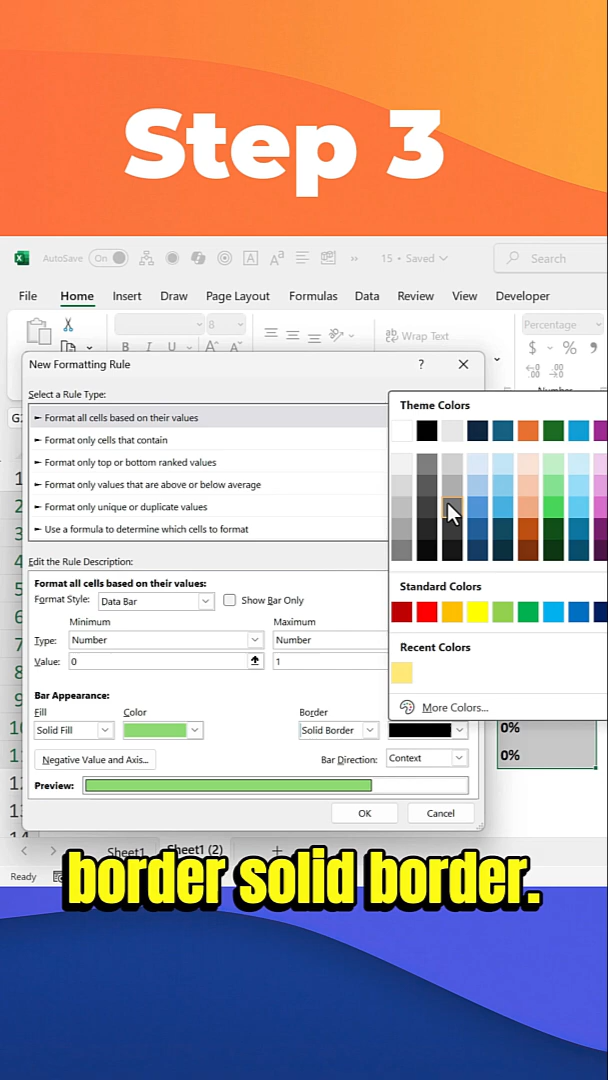 Step 3
AutoSave On 15 • Saved Search
File Home Insert Draw Page Layout Formulas Data Review View Developer
8 Wrap Text Percentage
B I U A A $ % 9
New Formatting Rule ? ×
Select a Rule Type:
► Format all cells based on their values
► Format only cells that contain
► Format only top or bottom ranked values
► Format only values that are above or below average
► Format only unique or duplicate values
► Use a formula to determine which cells to format
Edit the Rule Description:
Format all cells based on their values:
Format Style: Data Bar Show Bar Only
Minimum Maximum
Type: Number Number
Value: 0 1
Bar Appearance:
Fill Color Border
Solid Fill Solid Border
Negative Value and Axis... Bar Direction: Context
Preview:
OK Cancel
Theme Colors
Standard Colors
Recent Colors
More Colors...
0%
0%
Sheet1 Sheet1 (2) +
Ready
border solid border.